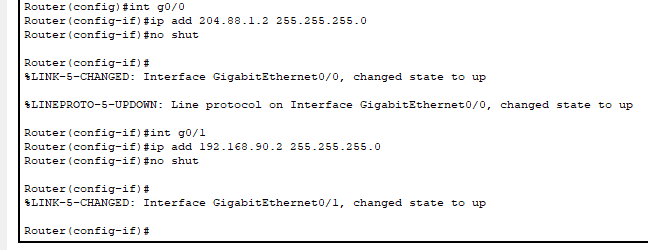 Router(config)#int g0/0
Router(config-if)#ip add 204.88.1.2 255.255.255.0
Router(config-if)#no shut
Router(config-if)#
%LINK-5-CHANGED: Interface GigabitEthernet0/0, changed state to up
%LINEPROTO-5-UPDOWN: Line protocol on Interface GigabitEthernet0/0, changed state to up
Router(config-if)#int g0/1
Router(config-if)#ip add 192.168.90.2 255.255.255.0
Router(config-if)#no shut
Router(config-if)#
%LINK-5-CHANGED: Interface GigabitEthernet0/1, changed state to up
Router(config-if)#